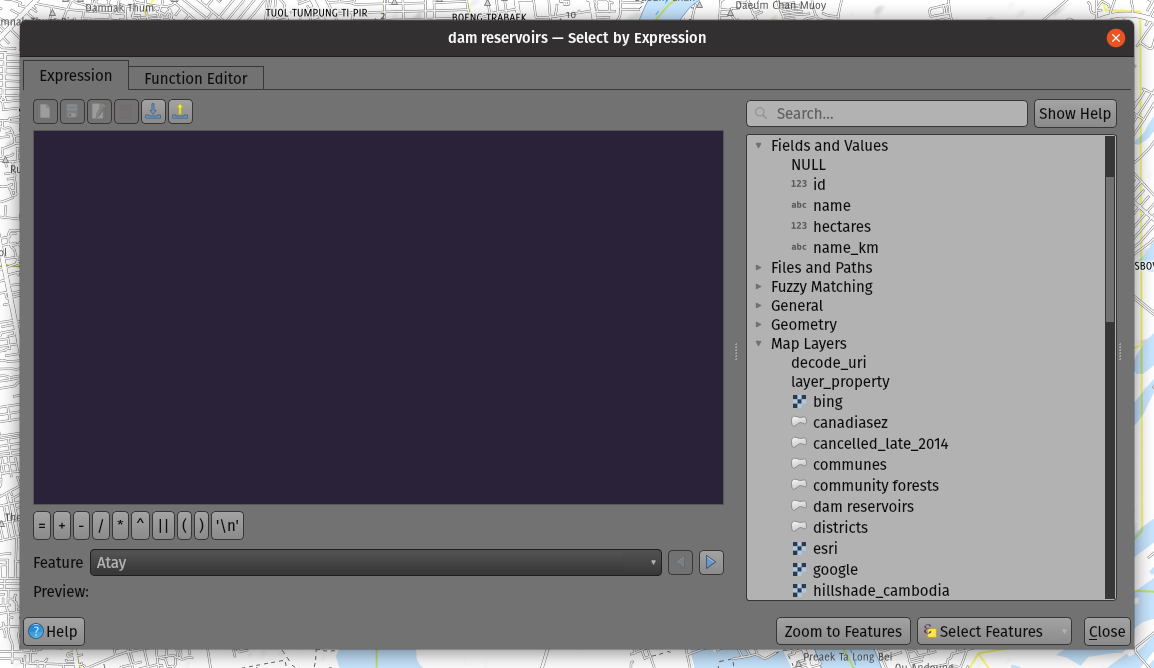 Damnak Thum
TUOL TUMPUNG TI PIR
2
BOENG TRABAEK
10
Daeum Chan Muoy
dam reservoirs — Select by Expression
Expression
Function Editor
Search...
Show Help
Fields and Values
NULL
123 id
abc name
123 hectares
abc name_km
Files and Paths
Fuzzy Matching
General
Geometry
Map Layers
decode_uri
layer_property
bing
canadiasez
cancelled_late_2014
communes
community forests
dam reservoirs
districts
esri
google
hillshade_cambodia
= + - / * ^ || ( ) '\n'
Feature Atay
Preview:
Help
Zoom to Features
Select Features
Close
Preaek Ta Long Bei